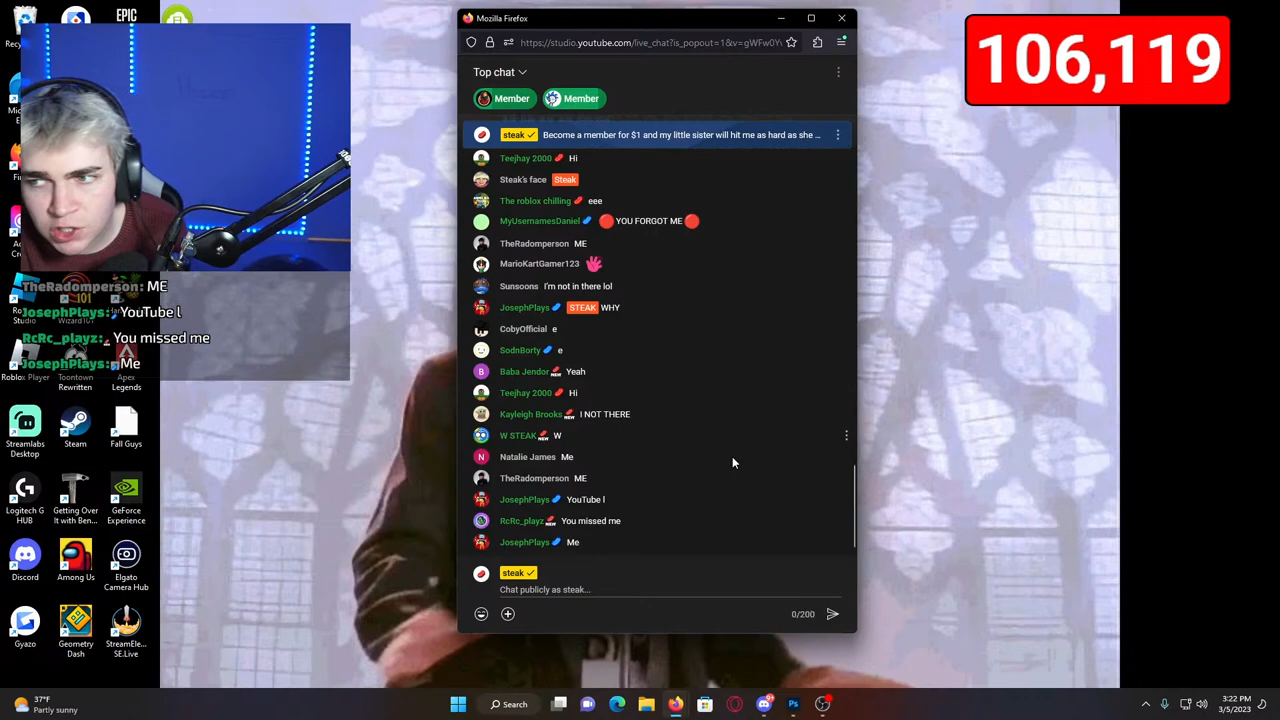 EPIC
Mozilla Firefox
https://studio.youtube.com/live_chat?is_popout=1&v=gWFw0Y
106,119
Top chat
Member Member
steak Become a member for $1 and my little sister will hit me as hard as she ...
Teejhay 2000 Hi
Steak's face Steak
The roblox chilling eee
MyUsernamesDaniel YOU FORGOT ME
TheRadomperson ME
MarioKartGamer123
Sunsoons I'm not in there lol
JosephPlays STEAK WHY
CobyOfficial e
SodnBorty e
Baba Jendor Yeah
Teejhay 2000 Hi
Kayleigh Brooks I NOT THERE
W STEAK W
Natalie James Me
TheRadomperson ME
JosephPlays YouTube l
RcRc_playz You missed me
JosephPlays Me
steak
Chat publicly as steak...
0/200
TheRadomperson: ME
JosephPlays: YouTube l
RcRc_playz: You missed me
JosephPlays: Me
Studio
Wizard101
Roblox Player
Toontown
Rewritten
Apex
Legends
Streamlabs
Desktop
Steam
Fall Guys
Logitech G
HUB
Getting Over
It with Ben...
GeForce
Experience
Discord
Among Us
Elgato
Camera Hub
Gyazo
Geometry
Dash
StreamEle...
SE.Live
37°F
Partly sunny
Search
3:22 PM
3/5/2023